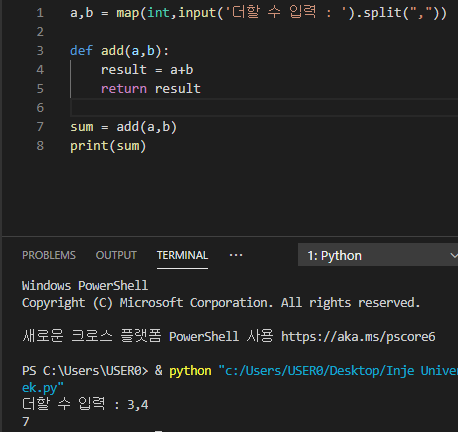 1 a,b = map(int,input('더할 수 입력 : ').split(","))
2
3 def add(a,b):
4 result = a+b
5 return result
6
7 sum = add(a,b)
8 print(sum)
PROBLEMS OUTPUT TERMINAL ··· 1: Python
Windows PowerShell
Copyright (C) Microsoft Corporation. All rights reserved.
새로운 크로스 플랫폼 PowerShell 사용 https://aka.ms/pscore6
PS C:\Users\USER0> & python "c:/Users/USER0/Desktop/Inje Univer
ek.py"
더할 수 입력 : 3,4
7